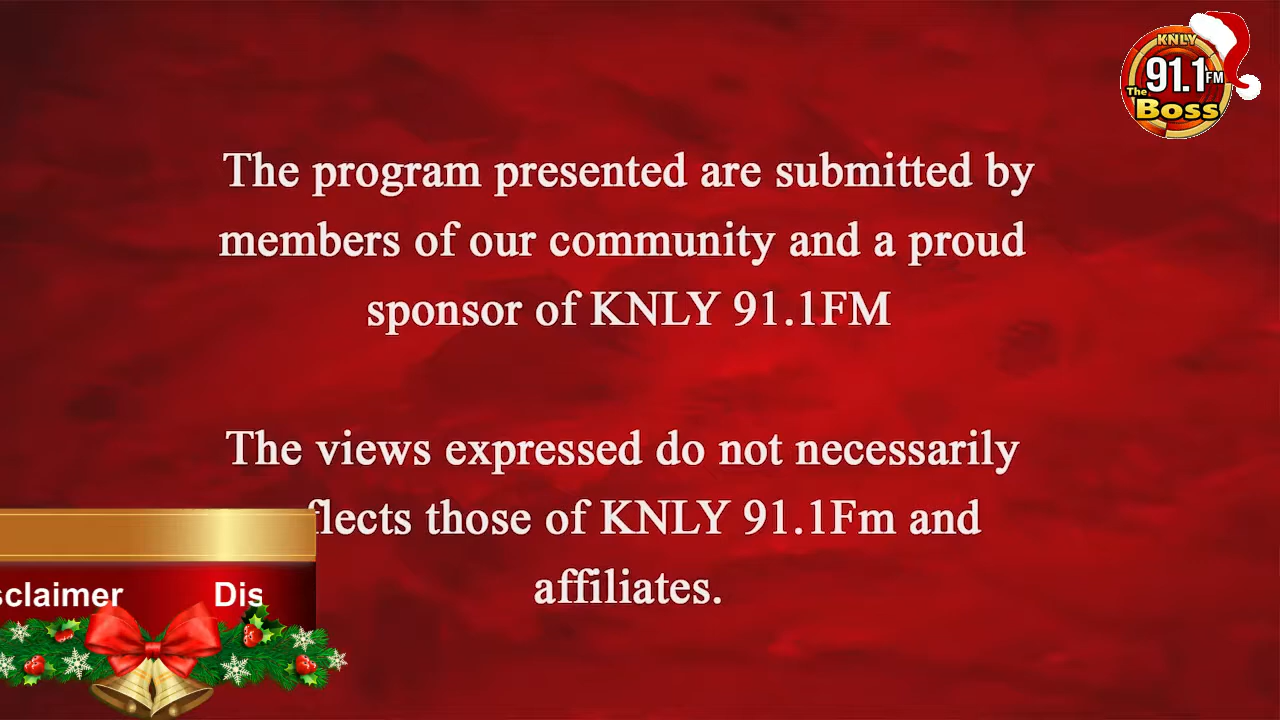 KNLY
91.1 FM
The
Boss
The program presented are submitted by
members of our community and a proud
sponsor of KNLY 91.1FM
The views expressed do not necessarily
flects those of KNLY 91.1Fm and
affiliates.
sclaimer Dis